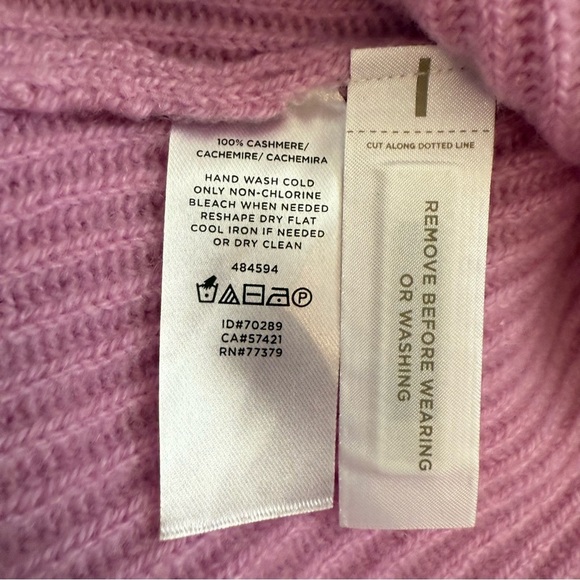 100% CASHMERE/
CACHEMIRE/ CACHEMIRA
HAND WASH COLD
ONLY NON-CHLORINE
BLEACH WHEN NEEDED
RESHAPE DRY FLAT
COOL IRON IF NEEDED
OR DRY CLEAN
484594
P
ID#70289
CA#57421
RN#77379
CUT ALONG DOTTED LINE
REMOVE BEFORE WEARING
OR WASHING